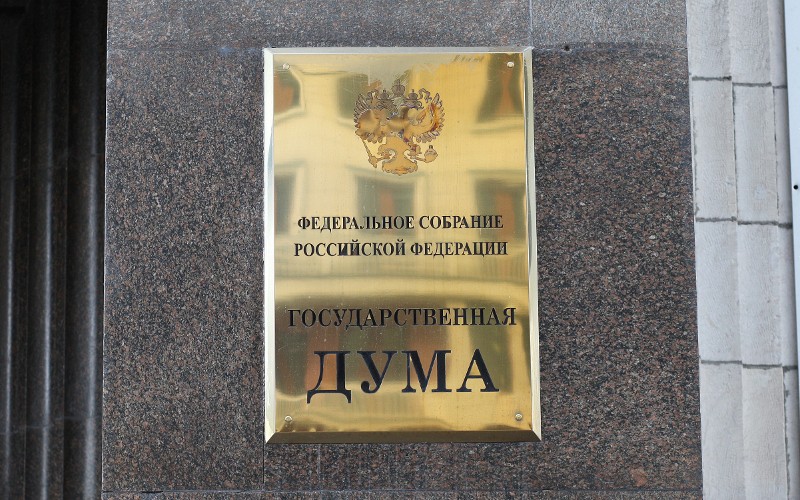 ФЕДЕРАЛЬНОЕ СОБРАНИЕ
РОССИЙСКОЙ ФЕДЕРАЦИИ
ГОСУДАРСТВЕННАЯ
ДУМА